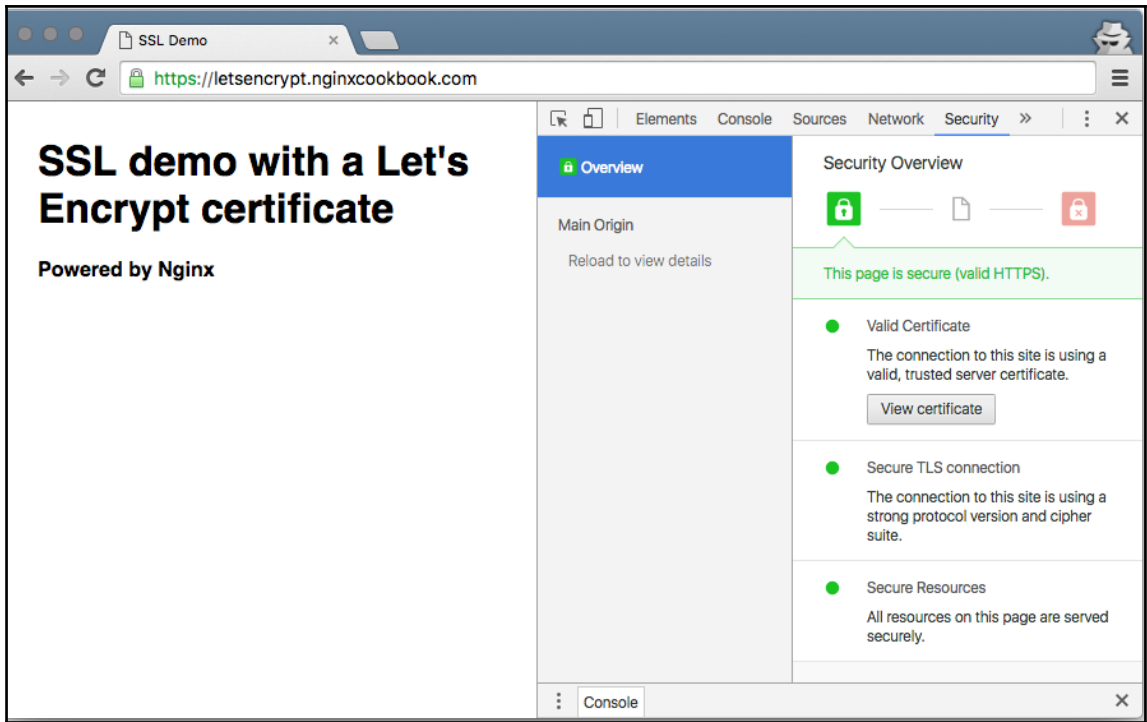 SSL Demo
https://letsencrypt.nginxcookbook.com
SSL demo with a Let's
Encrypt certificate
Powered by Nginx
Elements Console Sources Network Security »
Overview
Main Origin
Reload to view details
Security Overview
This page is secure (valid HTTPS).
Valid Certificate
The connection to this site is using a
valid, trusted server certificate.
View certificate
Secure TLS connection
The connection to this site is using a
strong protocol version and cipher
suite.
Secure Resources
All resources on this page are served
securely.
Console